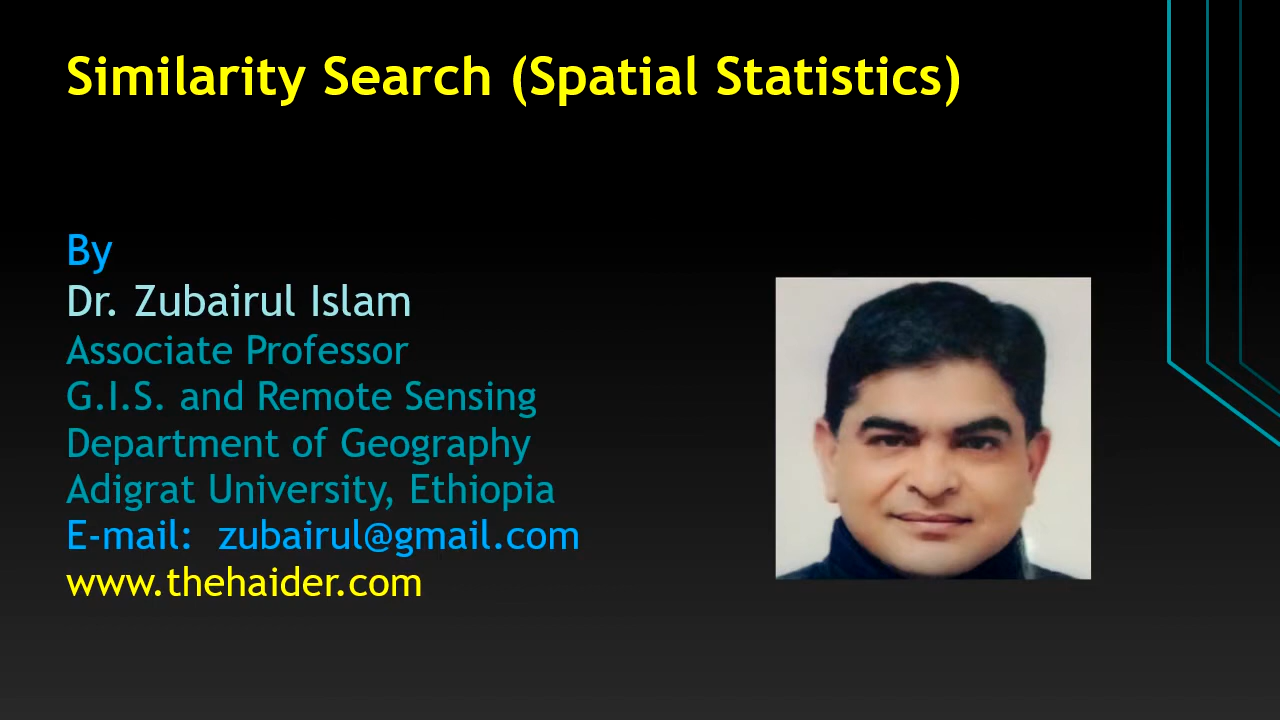 Similarity Search (Spatial Statistics)
By
Dr. Zubairul Islam
Associate Professor
G.I.S. and Remote Sensing
Department of Geography
Adigrat University, Ethiopia
E-mail:  zubairul@gmail.com
www.thehaider.com